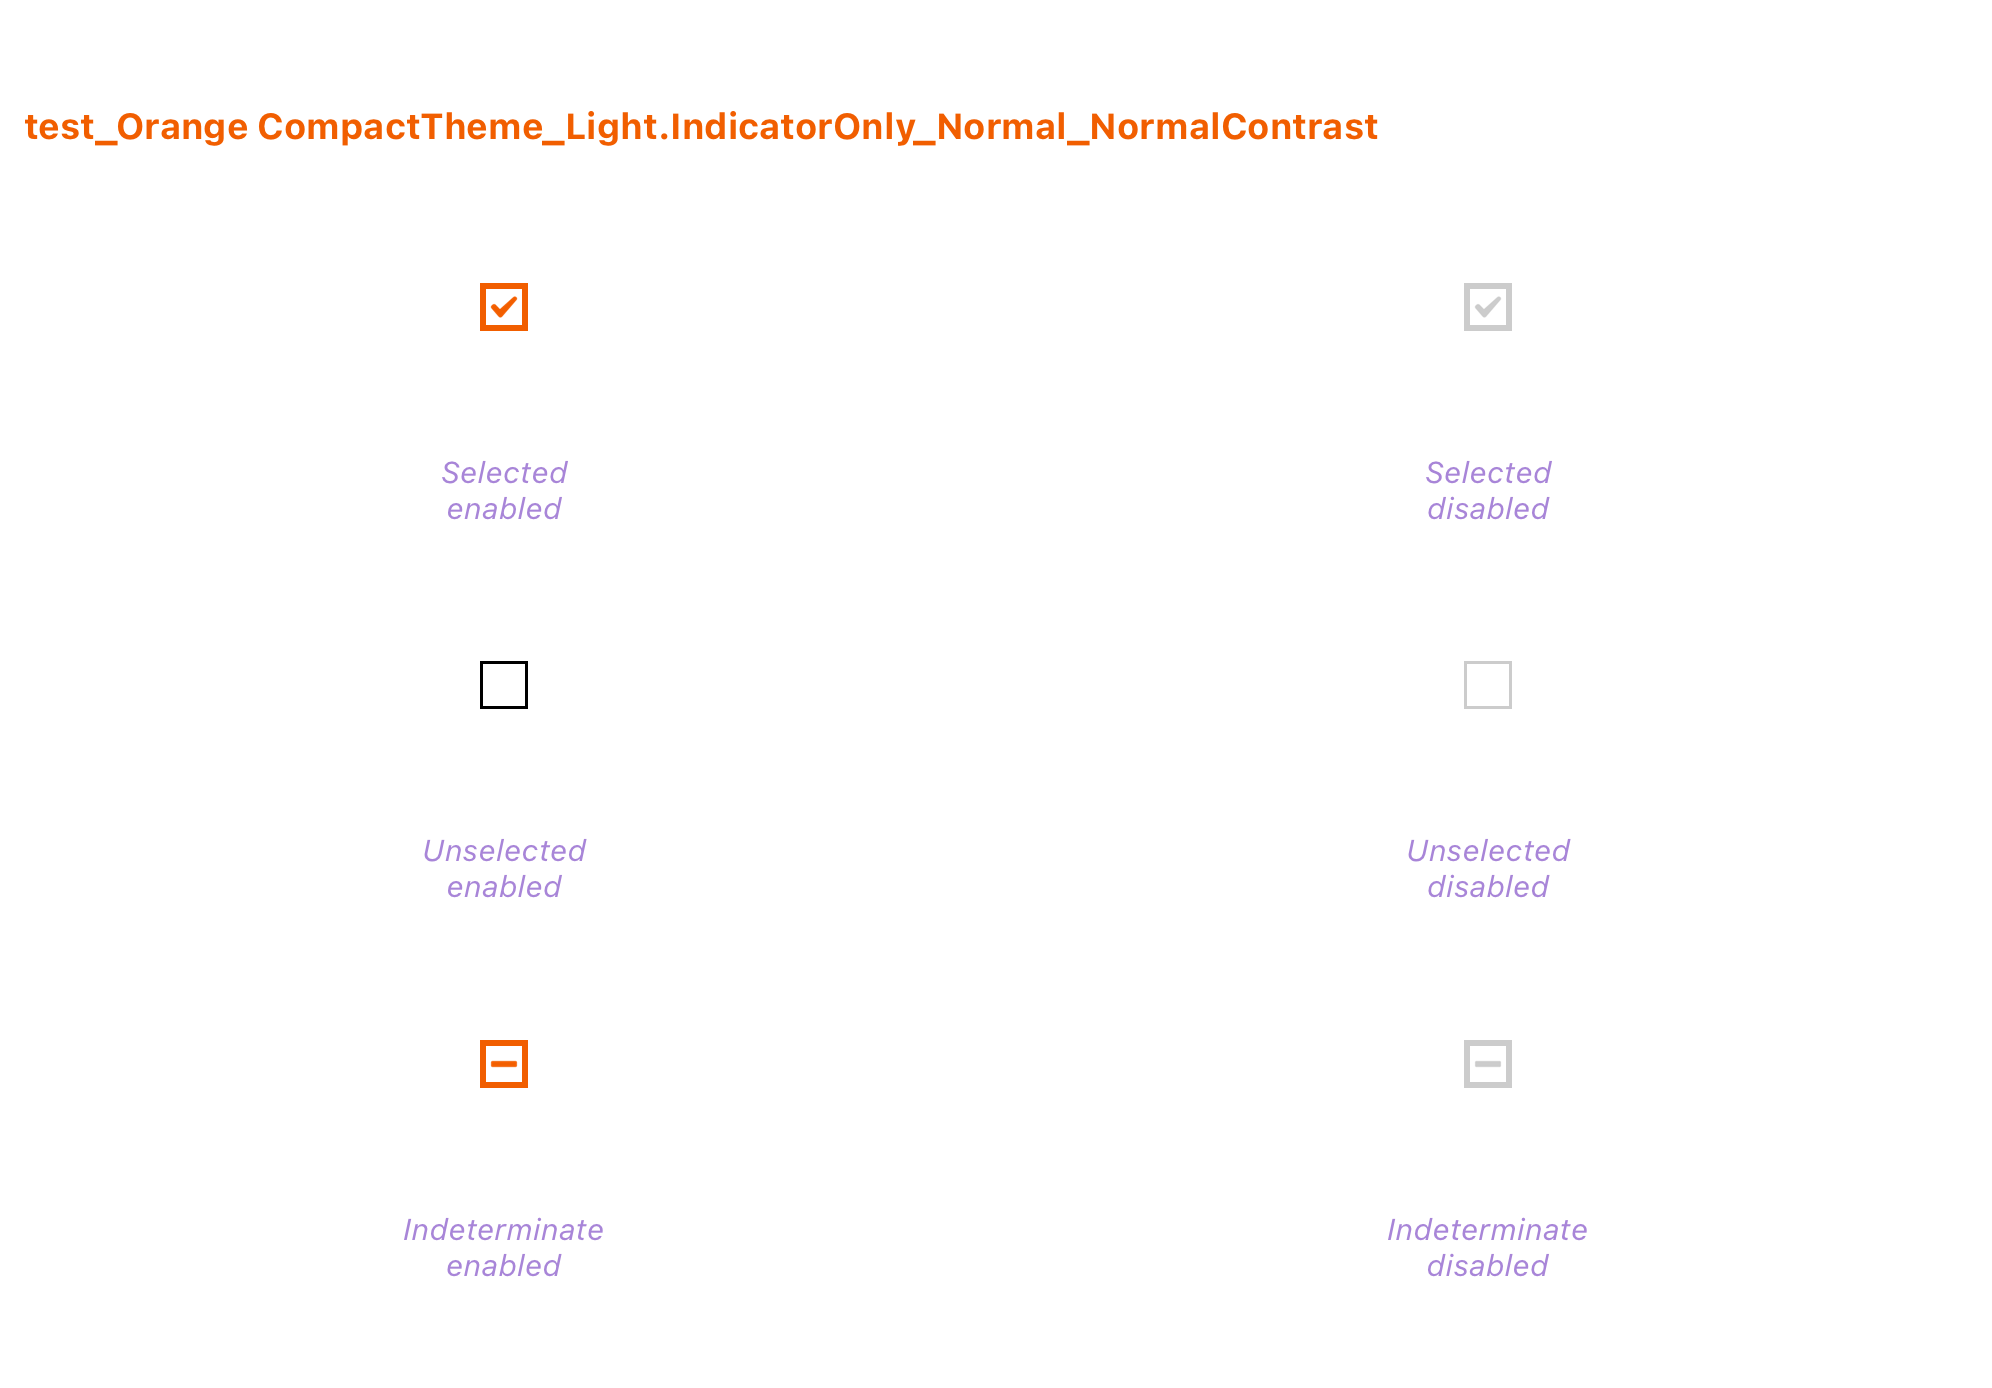 test_Orange CompactTheme_Light.IndicatorOnly_Normal_NormalContrast
Selected
enabled
Selected
disabled
Unselected
enabled
Unselected
disabled
Indeterminate
enabled
Indeterminate
disabled